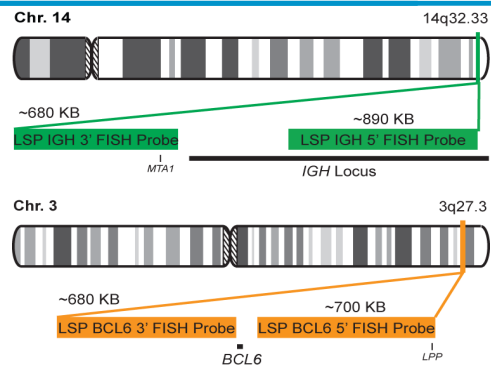 Chr. 14 14q32.33
~680 KB ~890 KB
LSP IGH 3' FISH Probe LSP IGH 5' FISH Probe
MTA1
IGH Locus
Chr. 3 3q27.3
~680 KB ~700 KB
LSP BCL6 3' FISH Probe LSP BCL6 5' FISH Probe
BCL6 LPP